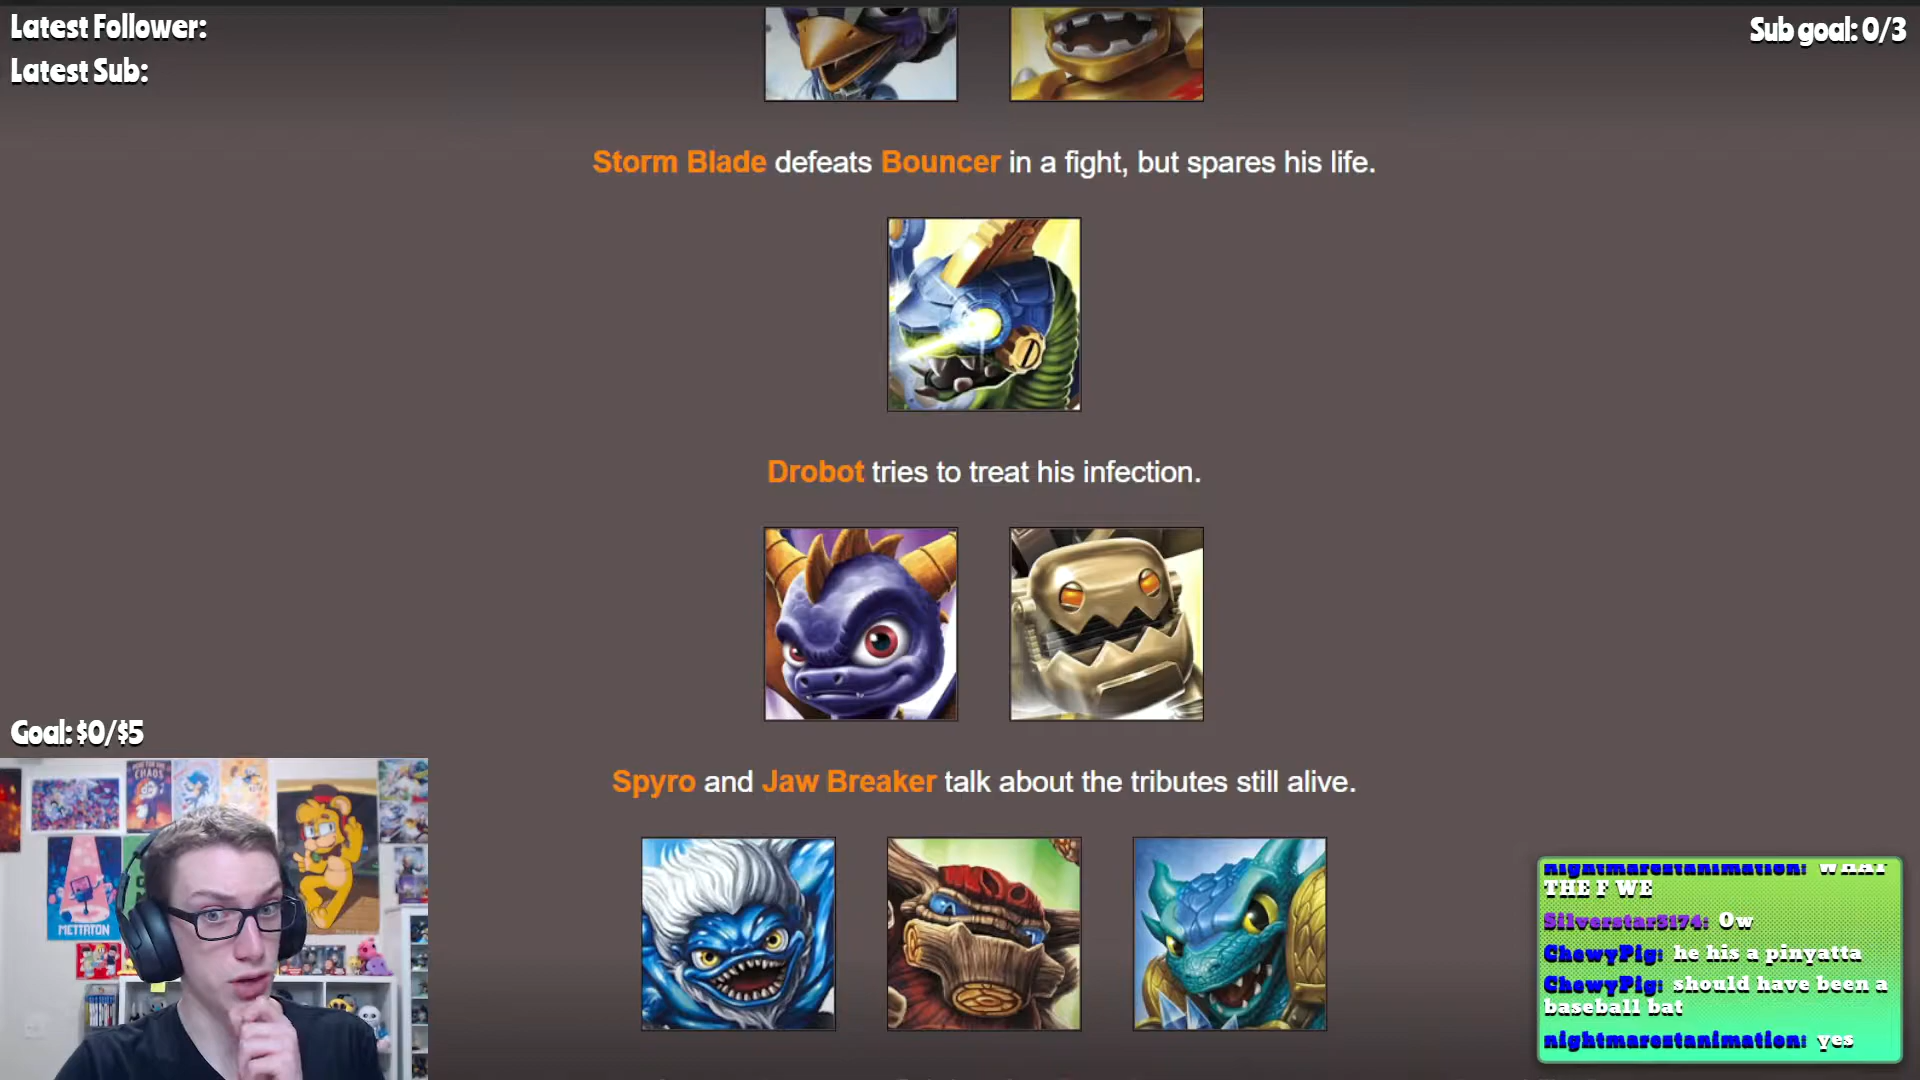 Latest Follower:
Latest Sub:
Sub goal: 0/3
Storm Blade defeats Bouncer in a fight, but spares his life.
Drobot tries to treat his infection.
Spyro and Jaw Breaker talk about the tributes still alive.
Goal: $0/$5
METTATON
nightmarestanimation: WHAT
THE F WE
Silverstar3174: Ow
ChewyPig: he his a pinyatta
ChewyPig: should have been a
baseball bat
nightmarestanimation: yes